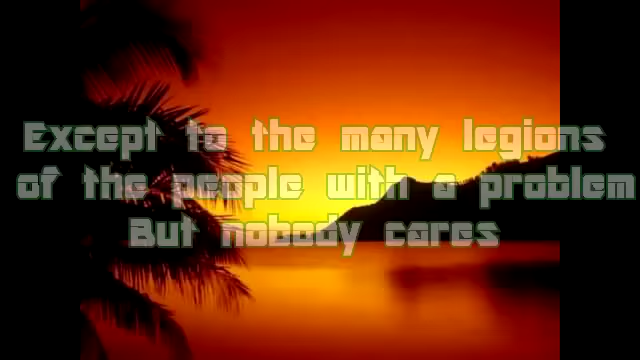 Except to the many legions
of the people with a problem
But nobody cares